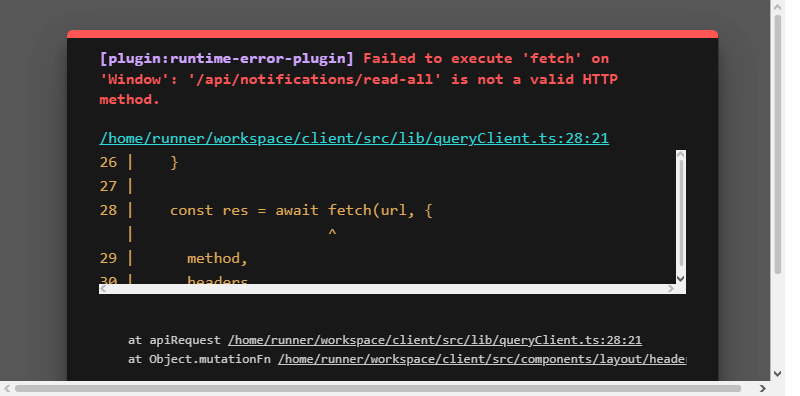 [plugin:runtime-error-plugin] Failed to execute 'fetch' on
'Window': '/api/notifications/read-all' is not a valid HTTP
method.
/home/runner/workspace/client/src/lib/queryClient.ts:28:21
26 |    }
27 |
28 |    const res = await fetch(url, {
   |                      ^
29 |      method,
30 |      headers
at apiRequest /home/runner/workspace/client/src/lib/queryClient.ts:28:21
at Object.mutationFn /home/runner/workspace/client/src/components/layout/header